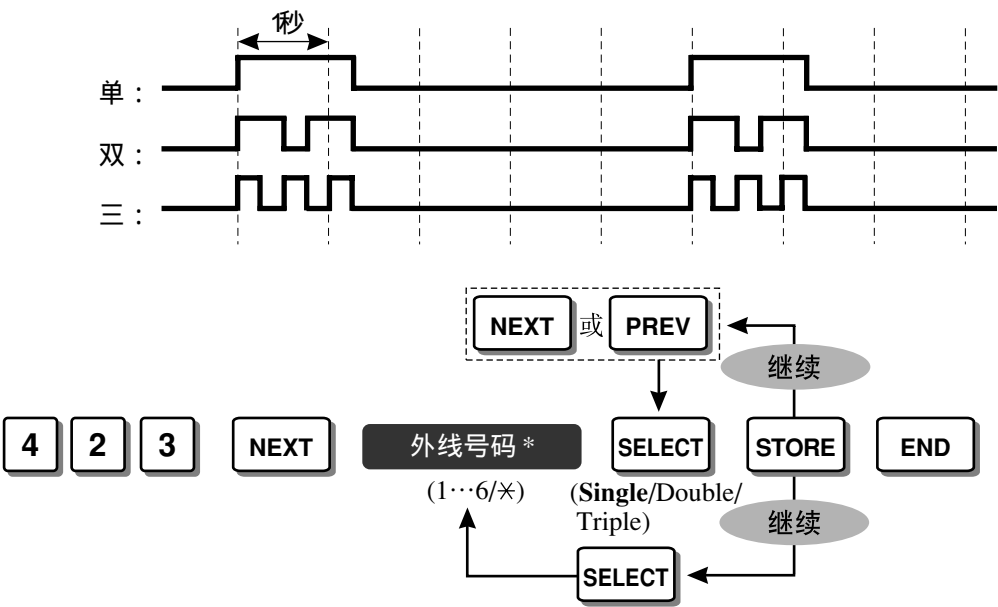 秒
单：
双：
三：
NEXT 或 PREV
继续
4 2 3 NEXT 外线号码* SELECT STORE END
(1…6/✳) (Single/Double/
Triple)
继续
SELECT